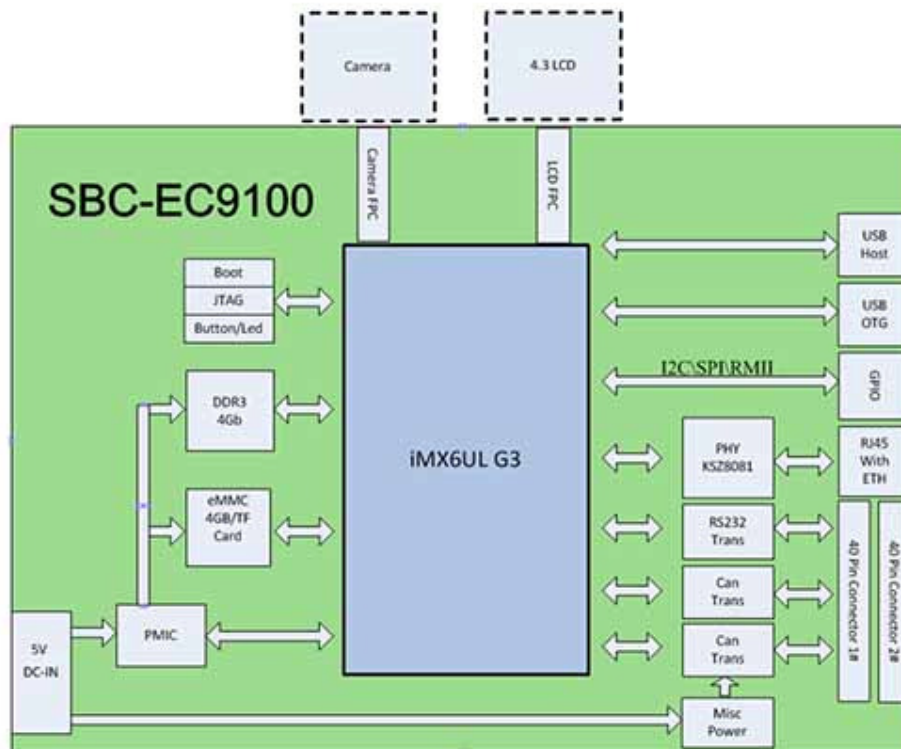 Camera
4.3 LCD
Camera FPC
LCD FPC
SBC-EC9100
USB
Host
Boot
JTAG
Button/Led
USB
OTG
I2C\SPI\RMII
GPIO
DDR3
4Gb
iMX6UL G3
PHY
KSZ8081
RJ45
With
ETH
eMMC
4GB/TF
Card
RS232
Trans
40 Pin Connector 1#
40 Pin Connector 2#
Can
Trans
PMIC
Can
Trans
5V
DC-IN
Misc
Power